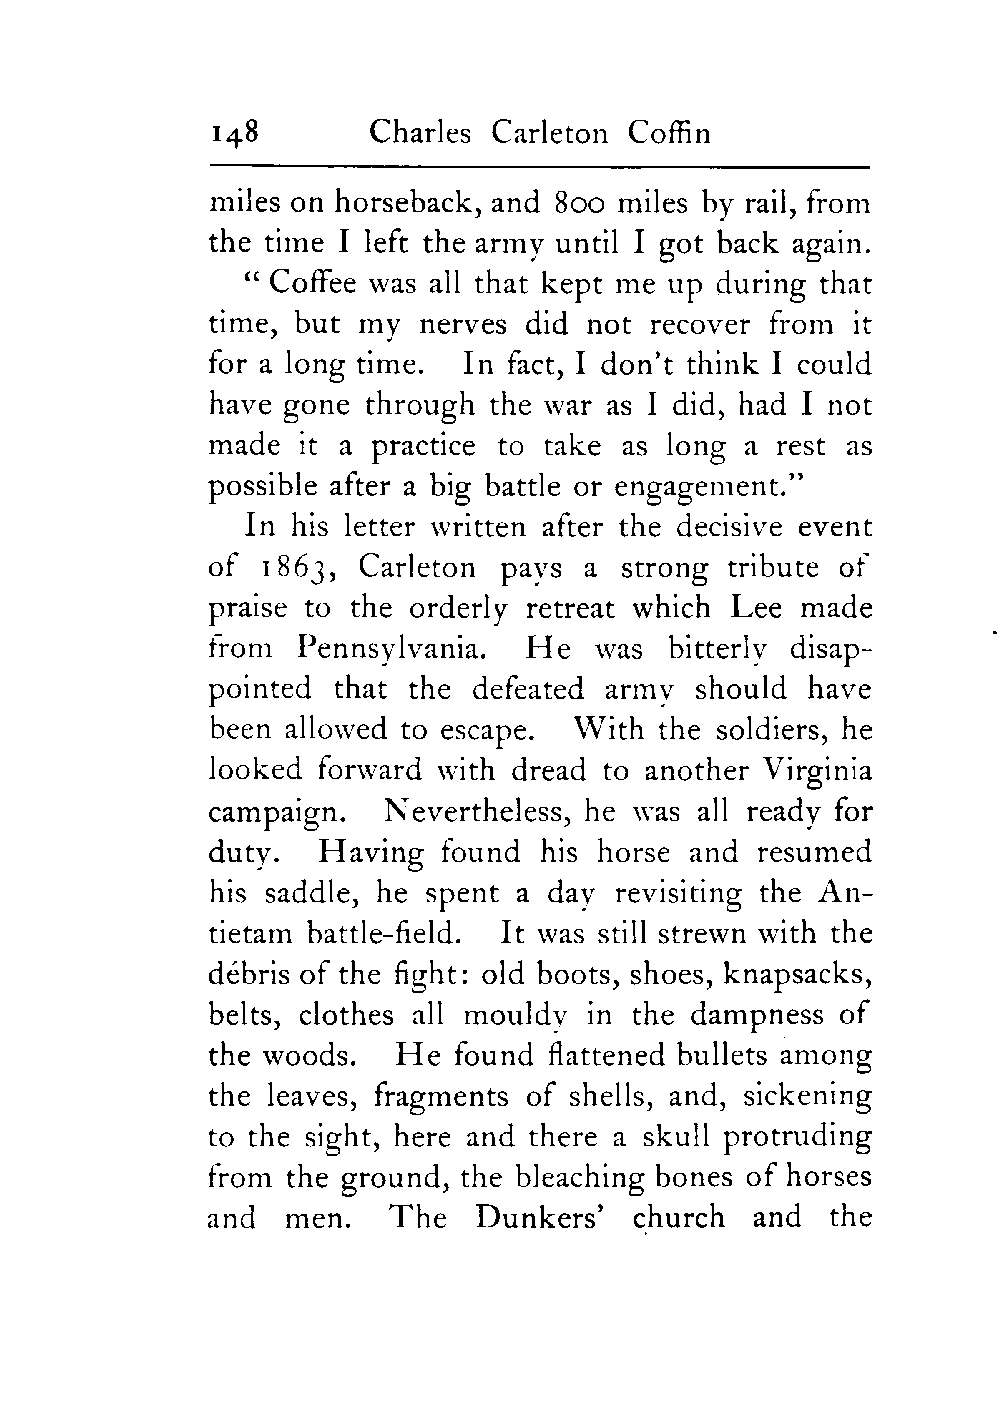 148 Charles Carleton Coffin
miles on horseback, and 800 miles by rail, from
the time I left the army until I got back again.
“ Coffee was all that kept me up during that
time, but my nerves did not recover from it
for a long time. In fact, I don’t think I could
have gone through the war as I did, had I not
made it a practice to take as long a rest as
possible after a big battle or engagement.”
In his letter written after the decisive event
of 1863, Carleton pays a strong tribute of
praise to the orderly retreat which Lee made
from Pennsylvania. He was bitterly disap-
pointed that the defeated army should have
been allowed to escape. With the soldiers, he
looked forward with dread to another Virginia
campaign. Nevertheless, he was all ready for
duty. Having found his horse and resumed
his saddle, he spent a day revisiting the An-
tietam battle-field. It was still strewn with the
débris of the fight: old boots, shoes, knapsacks,
belts, clothes all mouldy in the dampness of
the woods. He found flattened bullets among
the leaves, fragments of shells, and, sickening
to the sight, here and there a skull protruding
from the ground, the bleaching bones of horses
and men. The Dunkers’ church and the